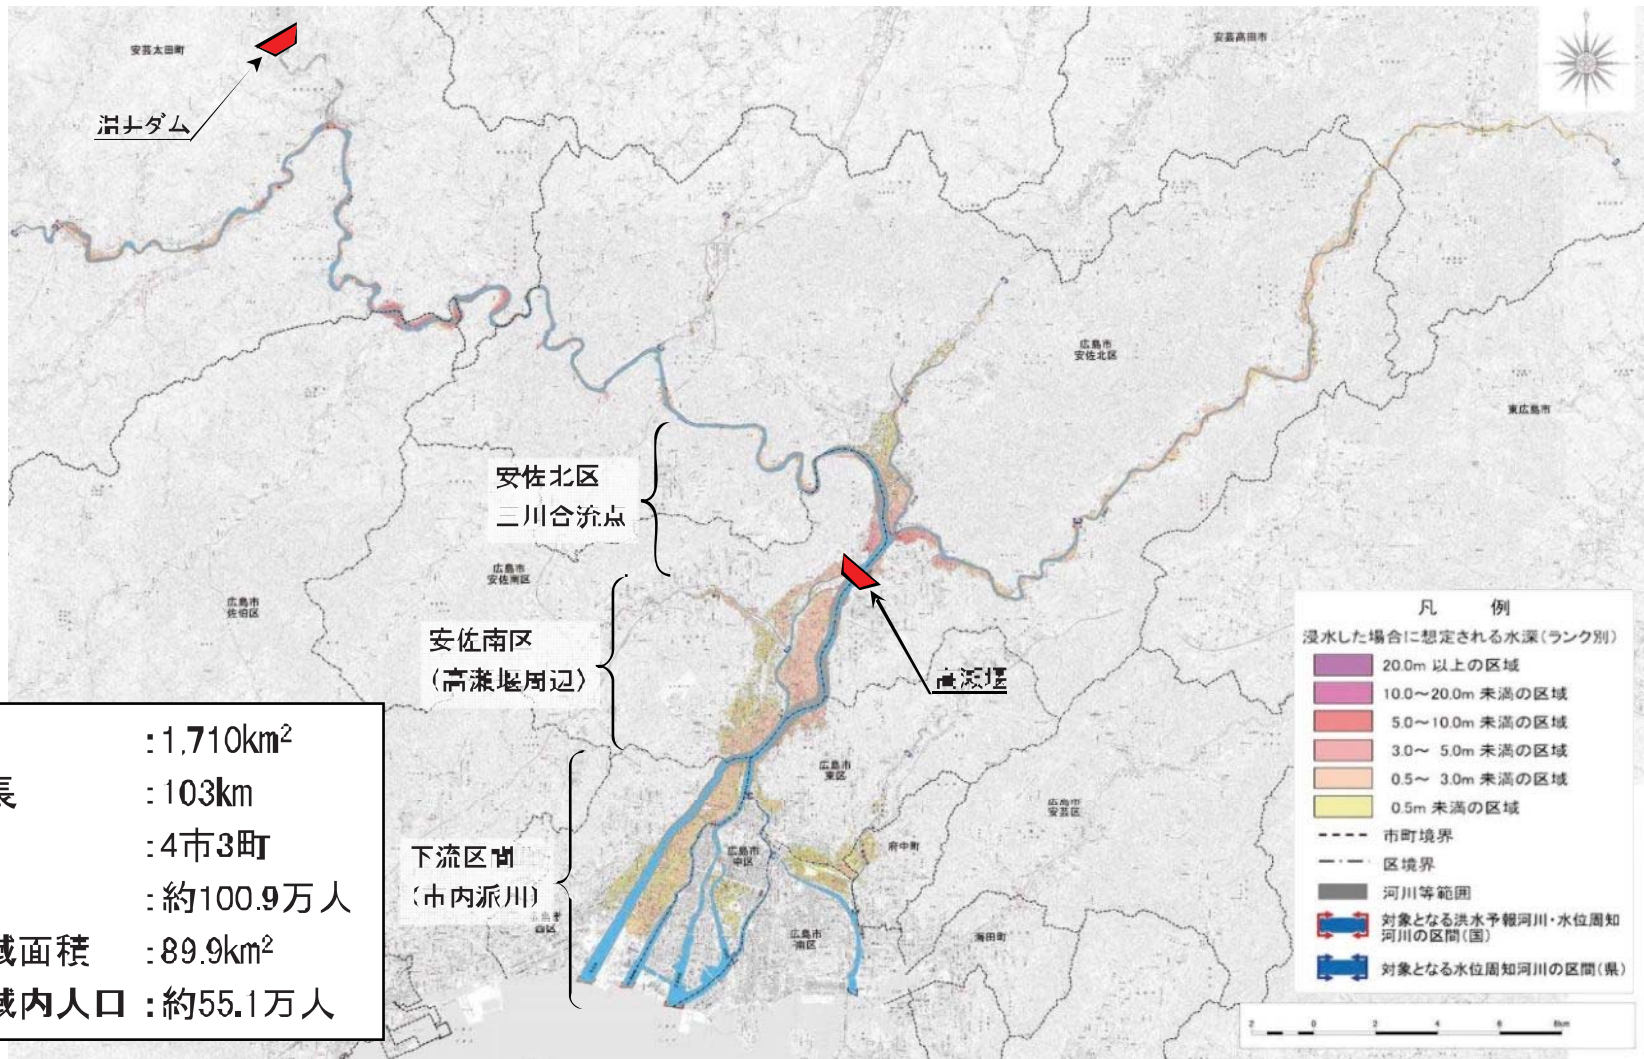 安芸太田町
安芸高田市
温井ダム
広島市
安佐北区
東広島市
安佐北区
三川合流点
広島市
安佐南区
広島市
佐伯区
安佐南区
(高瀬堰周辺)
高瀬堰
凡 例
浸水した場合に想定される水深(ランク別)
20.0m 以上の区域
10.0～20.0m 未満の区域
5.0～10.0m 未満の区域
3.0～ 5.0m 未満の区域
0.5～ 3.0m 未満の区域
0.5m 未満の区域
市町境界
区境界
河川等範囲
対象となる洪水予報河川・水位周知
河川の区間(国)
対象となる水位周知河川の区間(県)
:1,710km²
長 :103km
:4市3町
:約100.9万人
域面積 :89.9km²
域内人口 :約55.1万人
広島市
東区
広島市
安芸区
下流区間
(市内派川)
広島市
中区
府中町
西区
広島市
南区
海田町
2 0 2 4 6 8km